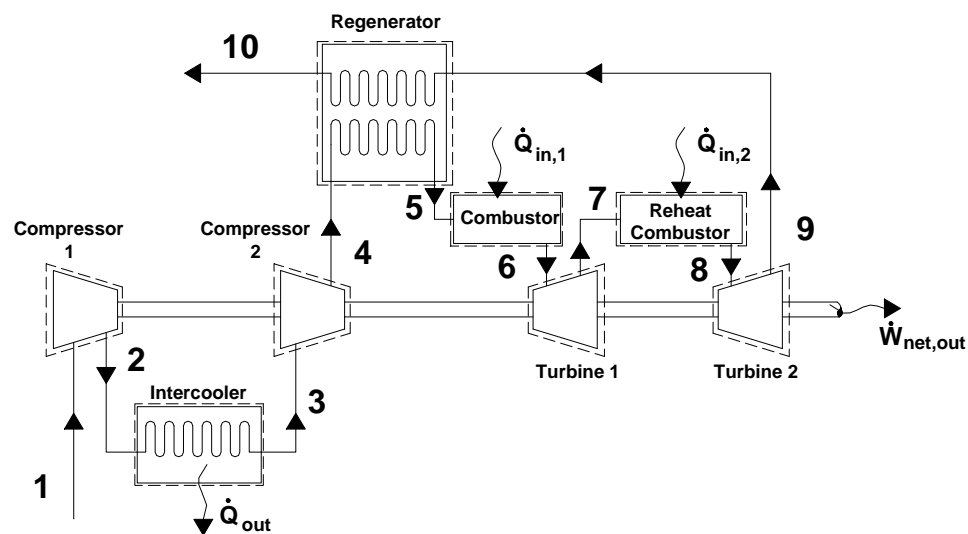 Regenerator
10
Q̇in,1
Q̇in,2
5
Combustor
7
Reheat
Combustor
9
Compressor
1
Compressor
2
4
6
8
Ẇnet,out
2
Intercooler
3
Turbine 1
Turbine 2
1
Q̇out